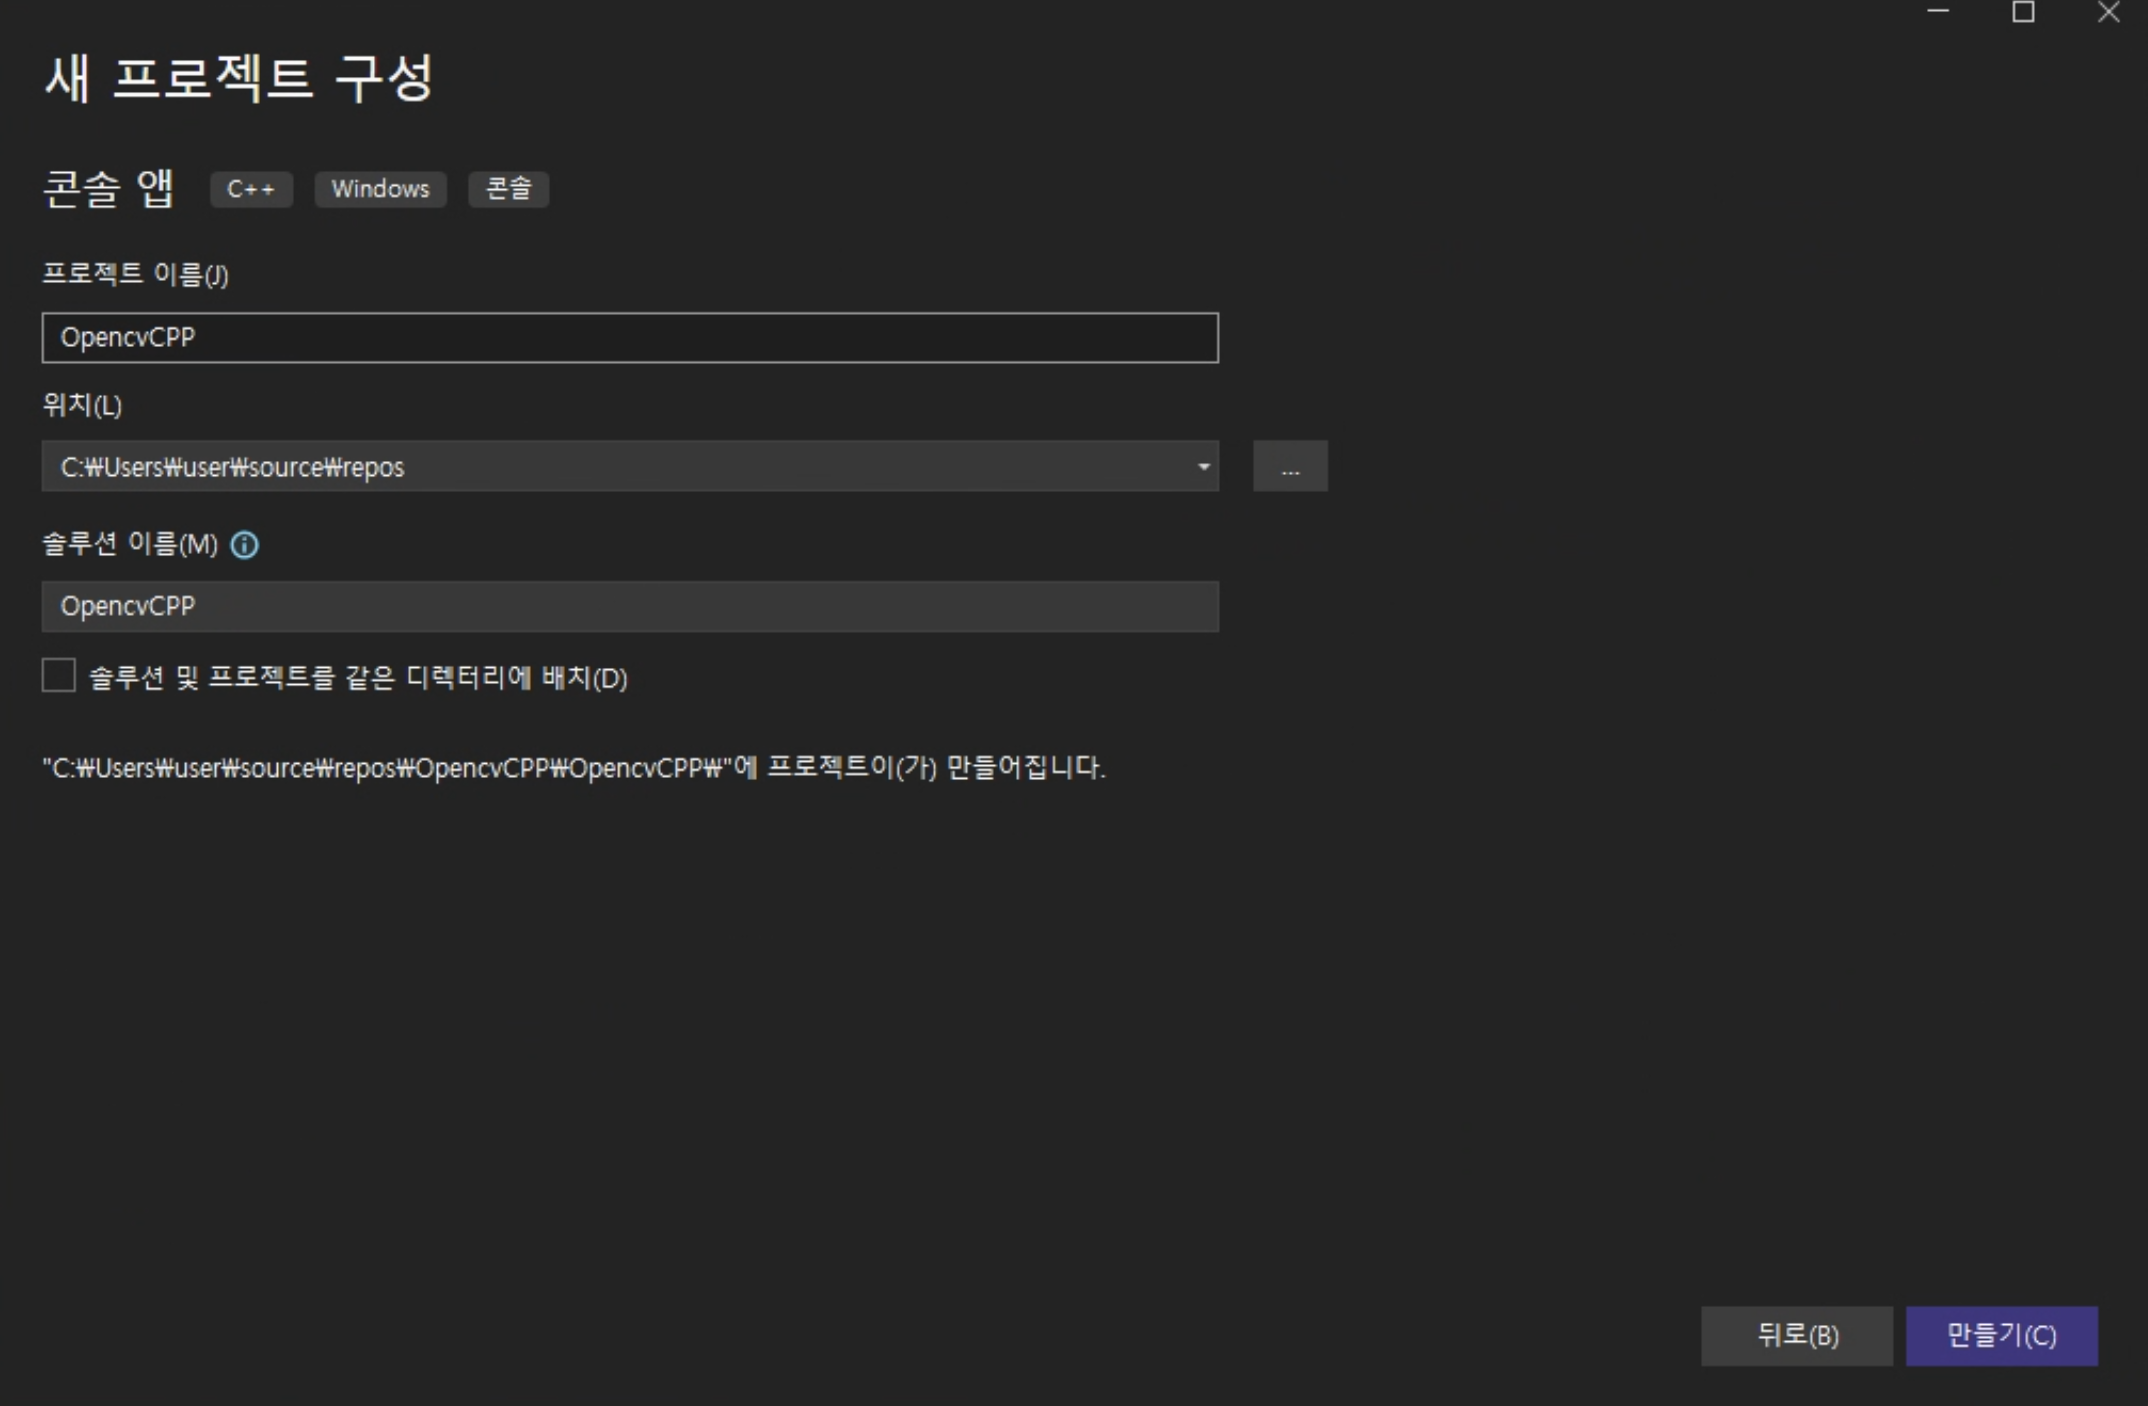 새 프로젝트 구성
콘솔 앱 C++ Windows 콘솔
프로젝트 이름(J)
OpencvCPP
위치(L)
C:₩Users₩user₩source₩repos
...
솔루션 이름(M)
OpencvCPP
솔루션 및 프로젝트를 같은 디렉터리에 배치(D)
"C:₩Users₩user₩source₩repos₩OpencvCPP₩OpencvCPP₩"에 프로젝트이(가) 만들어집니다.
뒤로(B) 만들기(C)